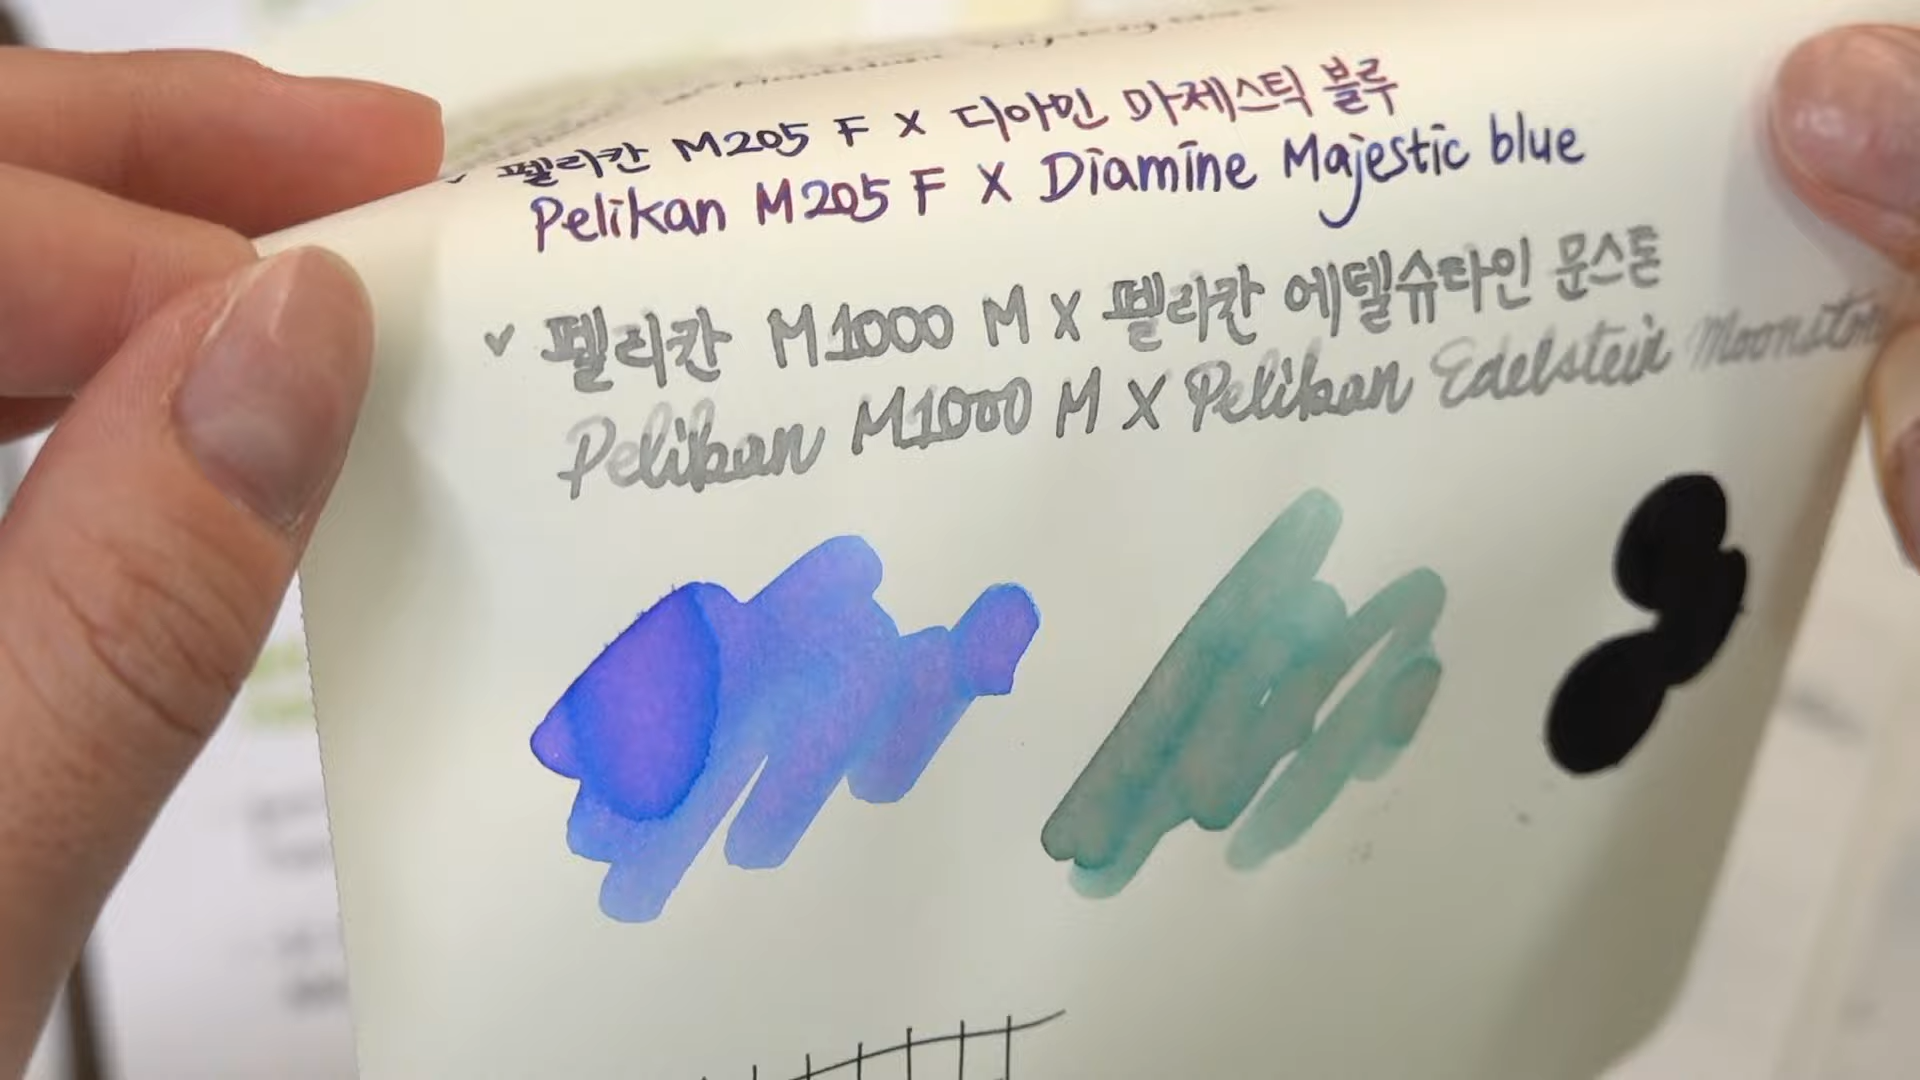 ✓ 펠리칸 M205 F X 디아민 마제스틱 블루
Pelikan M205 F X Diamine Majestic blue
✓ 펠리칸 M1000 M X 펠리칸 에델슈타인 문스톤
Pelikan M1000 M X Pelikan Edelstein